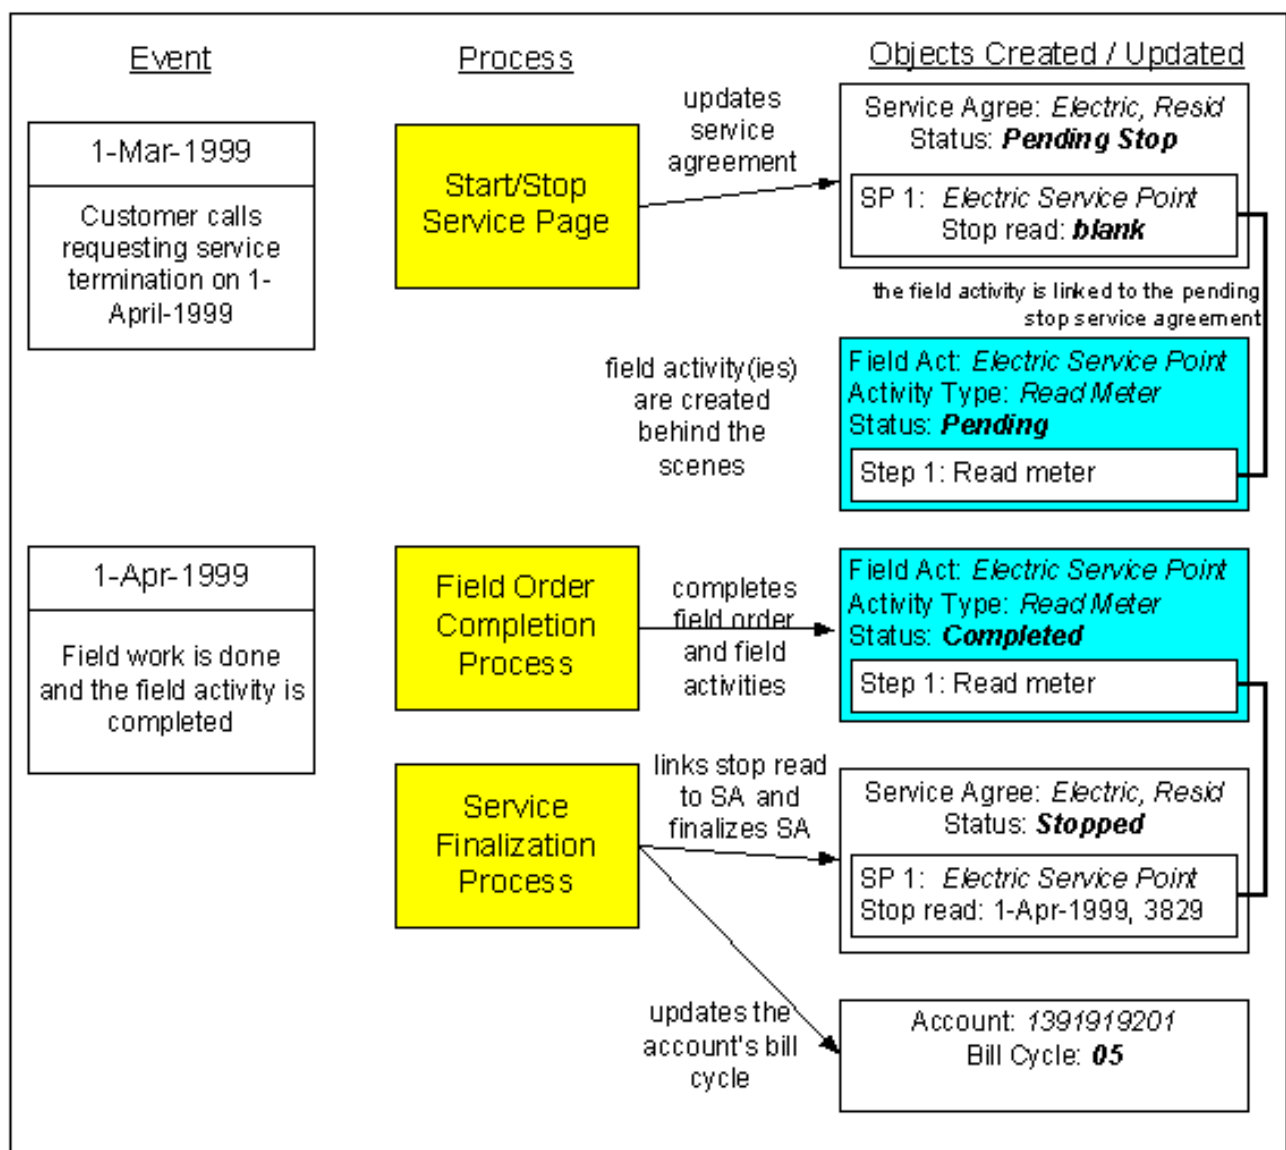 Event
Process
Objects Created / Updated
1-Mar-1999
Customer calls
requesting service
termination on 1-
April-1999
Start/Stop
Service Page
updates
service
agreement
Service Agree: Electric, Resid
Status: Pending Stop
SP 1: Electric Service Point
Stop read: blank
the field activity is linked to the pending
stop service agreement
field activity(ies)
are created
behind the
scenes
Field Act: Electric Service Point
Activity Type: Read Meter
Status: Pending
Step 1: Read meter
1-Apr-1999
Field work is done
and the field activity is
completed
Field Order
Completion
Process
completes
field order
and field
activities
Field Act: Electric Service Point
Activity Type: Read Meter
Status: Completed
Step 1: Read meter
Service
Finalization
Process
links stop read
to SA and
finalizes SA
Service Agree: Electric, Resid
Status: Stopped
SP 1: Electric Service Point
Stop read: 1-Apr-1999, 3829
updates the
account's bill
cycle
Account: 1391919201
Bill Cycle: 05